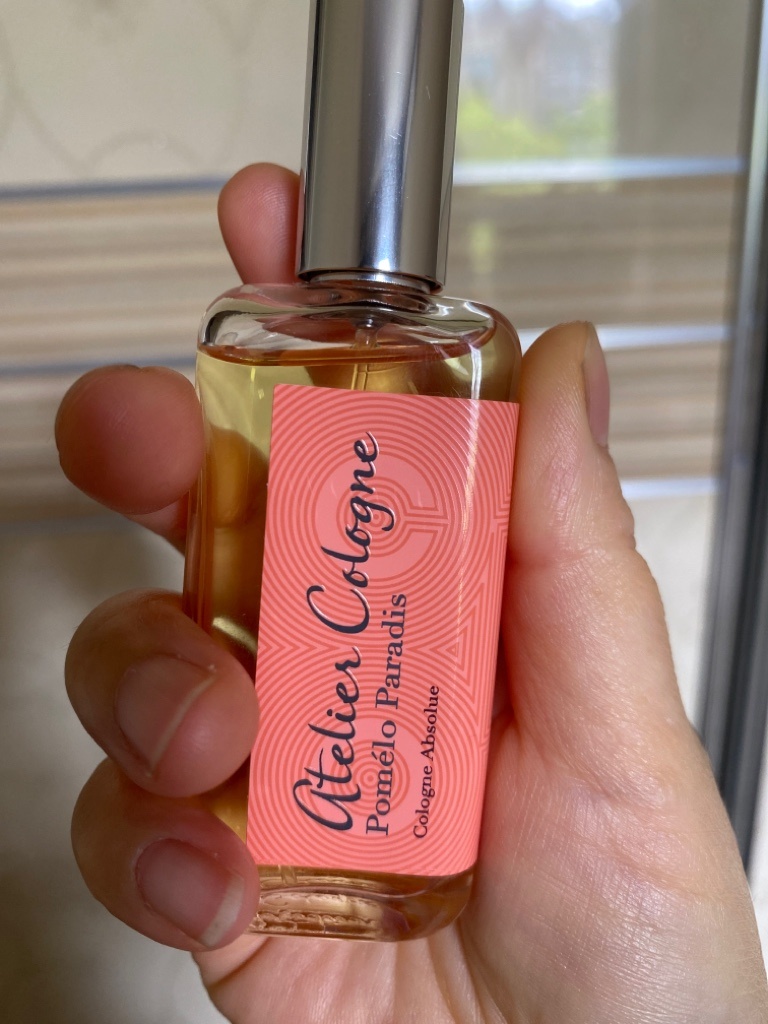 Atelier Cologne
Pomélo Paradis
Cologne Absolue